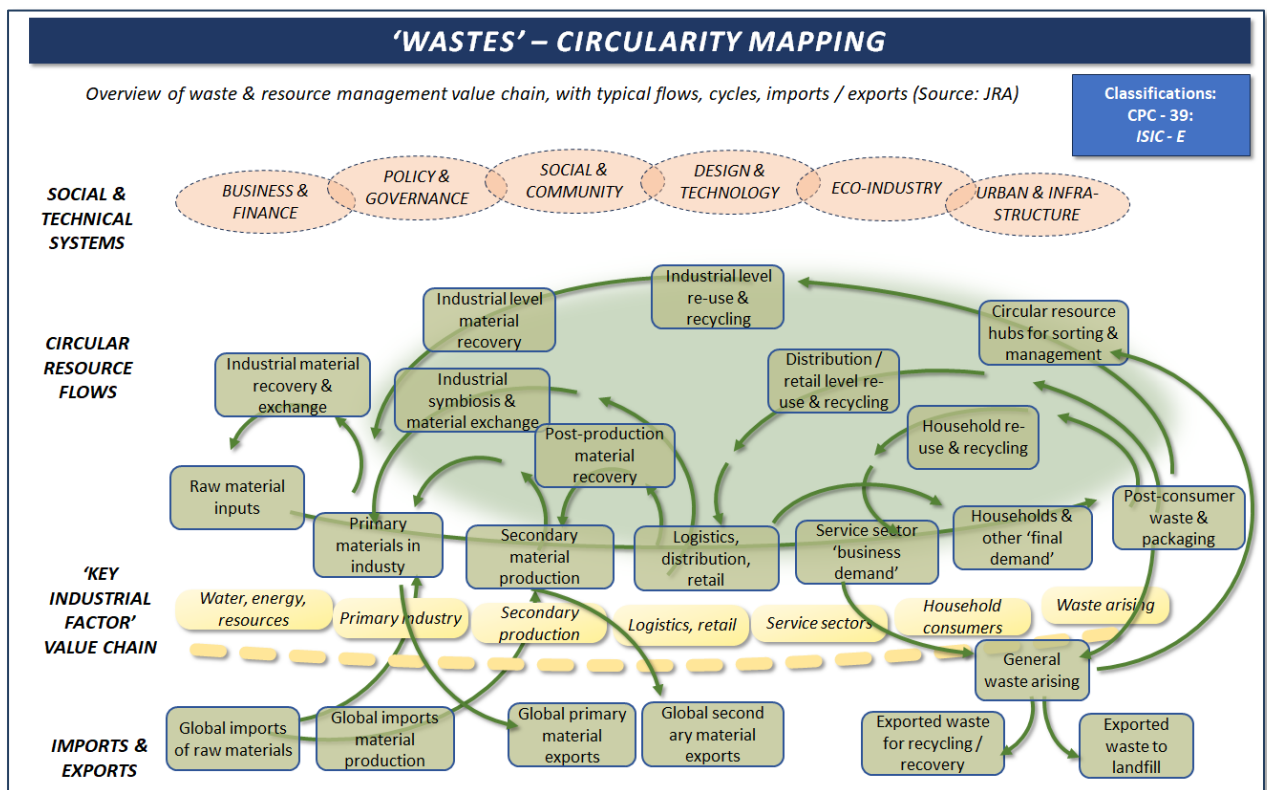 ‘WASTES’ – CIRCULARITY MAPPING
Overview of waste & resource management value chain, with typical flows, cycles, imports / exports (Source: JRA)
Classifications:
CPC - 39:
ISIC - E
SOCIAL &
TECHNICAL
SYSTEMS
BUSINESS &
FINANCE
POLICY &
GOVERNANCE
SOCIAL &
COMMUNITY
DESIGN &
TECHNOLOGY
ECO-INDUSTRY
URBAN & INFRA-
STRUCTURE
CIRCULAR
RESOURCE
FLOWS
Industrial material
recovery &
exchange
Industrial level
material
recovery
Industrial
symbiosis &
material exchange
Post-production
material
recovery
Industrial level
re-use &
recycling
Distribution /
retail level re-
use & recycling
Circular resource
hubs for sorting &
management
Household re-
use & recycling
Raw material
inputs
Primary
materials in
industy
Secondary
material
production
Logistics,
distribution,
retail
Service sector
‘business
demand’
Households &
other ‘final
demand’
Post-consumer
waste &
packaging
‘KEY
INDUSTRIAL
FACTOR’
VALUE CHAIN
Water, energy,
resources
Primary industry
Secondary
production
Logistics, retail
Service sectors
Household
consumers
Waste arising
General
waste arising
IMPORTS &
EXPORTS
Global imports
of raw materials
Global imports
material
production
Global primary
material
exports
Global second
ary material
exports
Exported waste
for recycling /
recovery
Exported
waste to
landfill